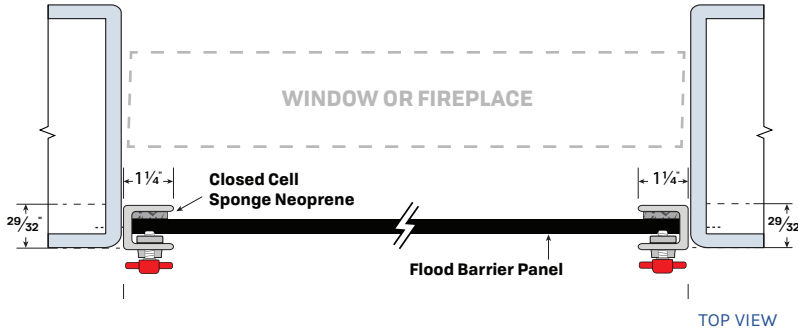 WINDOW OR FIREPLACE
1¼"
Closed Cell
Sponge Neoprene
1¼"
29/32"
29/32"
Flood Barrier Panel
TOP VIEW